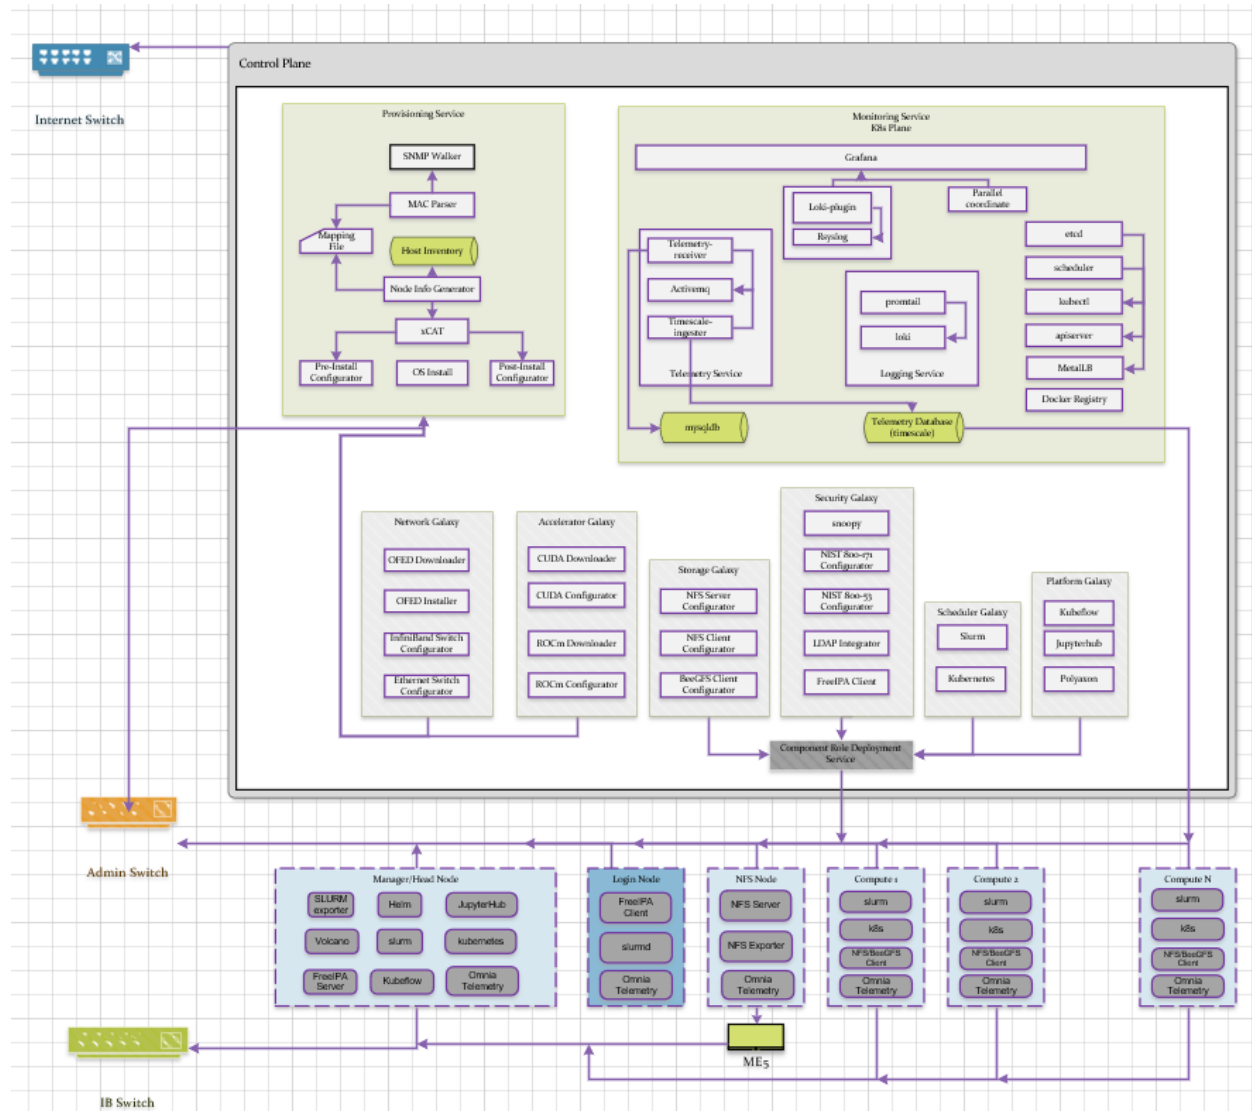 Control Plane
Internet Switch
Provisioning Service
SNMP Walker
MAC Parser
Mapping
File
Host Inventory
Node Info Generator
xCAT
Pre-Install
Configurator
OS Install
Post-Install
Configurator
Monitoring Service
K8s Plane
Grafana
Loki-plugin
Rsyslog
Parallel
coordinate
Telemetry-
receiver
Activemq
Timescale-
ingester
Telemetry Service
promtail
loki
Logging Service
etcd
scheduler
kubectl
apiserver
MetalLB
Docker Registry
mysqldb
Telemetry Database
(timescale)
Network Galaxy
OFED Downloader
OFED Installer
InfiniBand Switch
Configurator
Ethernet Switch
Configurator
Accelerator Galaxy
CUDA Downloader
CUDA Configurator
ROCm Downloader
ROCm Configurator
Storage Galaxy
NFS Server
Configurator
NFS Client
Configurator
BeeGFS Client
Configurator
Security Galaxy
snoopy
NIST 800-171
Configurator
NIST 800-53
Configurator
LDAP Integrator
FreeIPA Client
Scheduler Galaxy
Slurm
Kubernetes
Platform Galaxy
Kubeflow
Jupyterhub
Polyaxon
Component Role Deployment
Service
Admin Switch
Manager/Head Node
SLURM
exporter
Helm
JupyterHub
Volcano
slurm
kubernetes
FreeIPA
Server
Kubeflow
Omnia
Telemetry
Login Node
FreeIPA
Client
slurmd
Omnia
Telemetry
NFS Node
NFS Server
NFS Exporter
Omnia
Telemetry
Compute 1
slurm
k8s
NFS/BeeGFS
Client
Omnia
Telemetry
Compute 2
slurm
k8s
NFS/BeeGFS
Client
Omnia
Telemetry
Compute N
slurm
k8s
NFS/BeeGFS
Client
Omnia
Telemetry
ME5
IB Switch